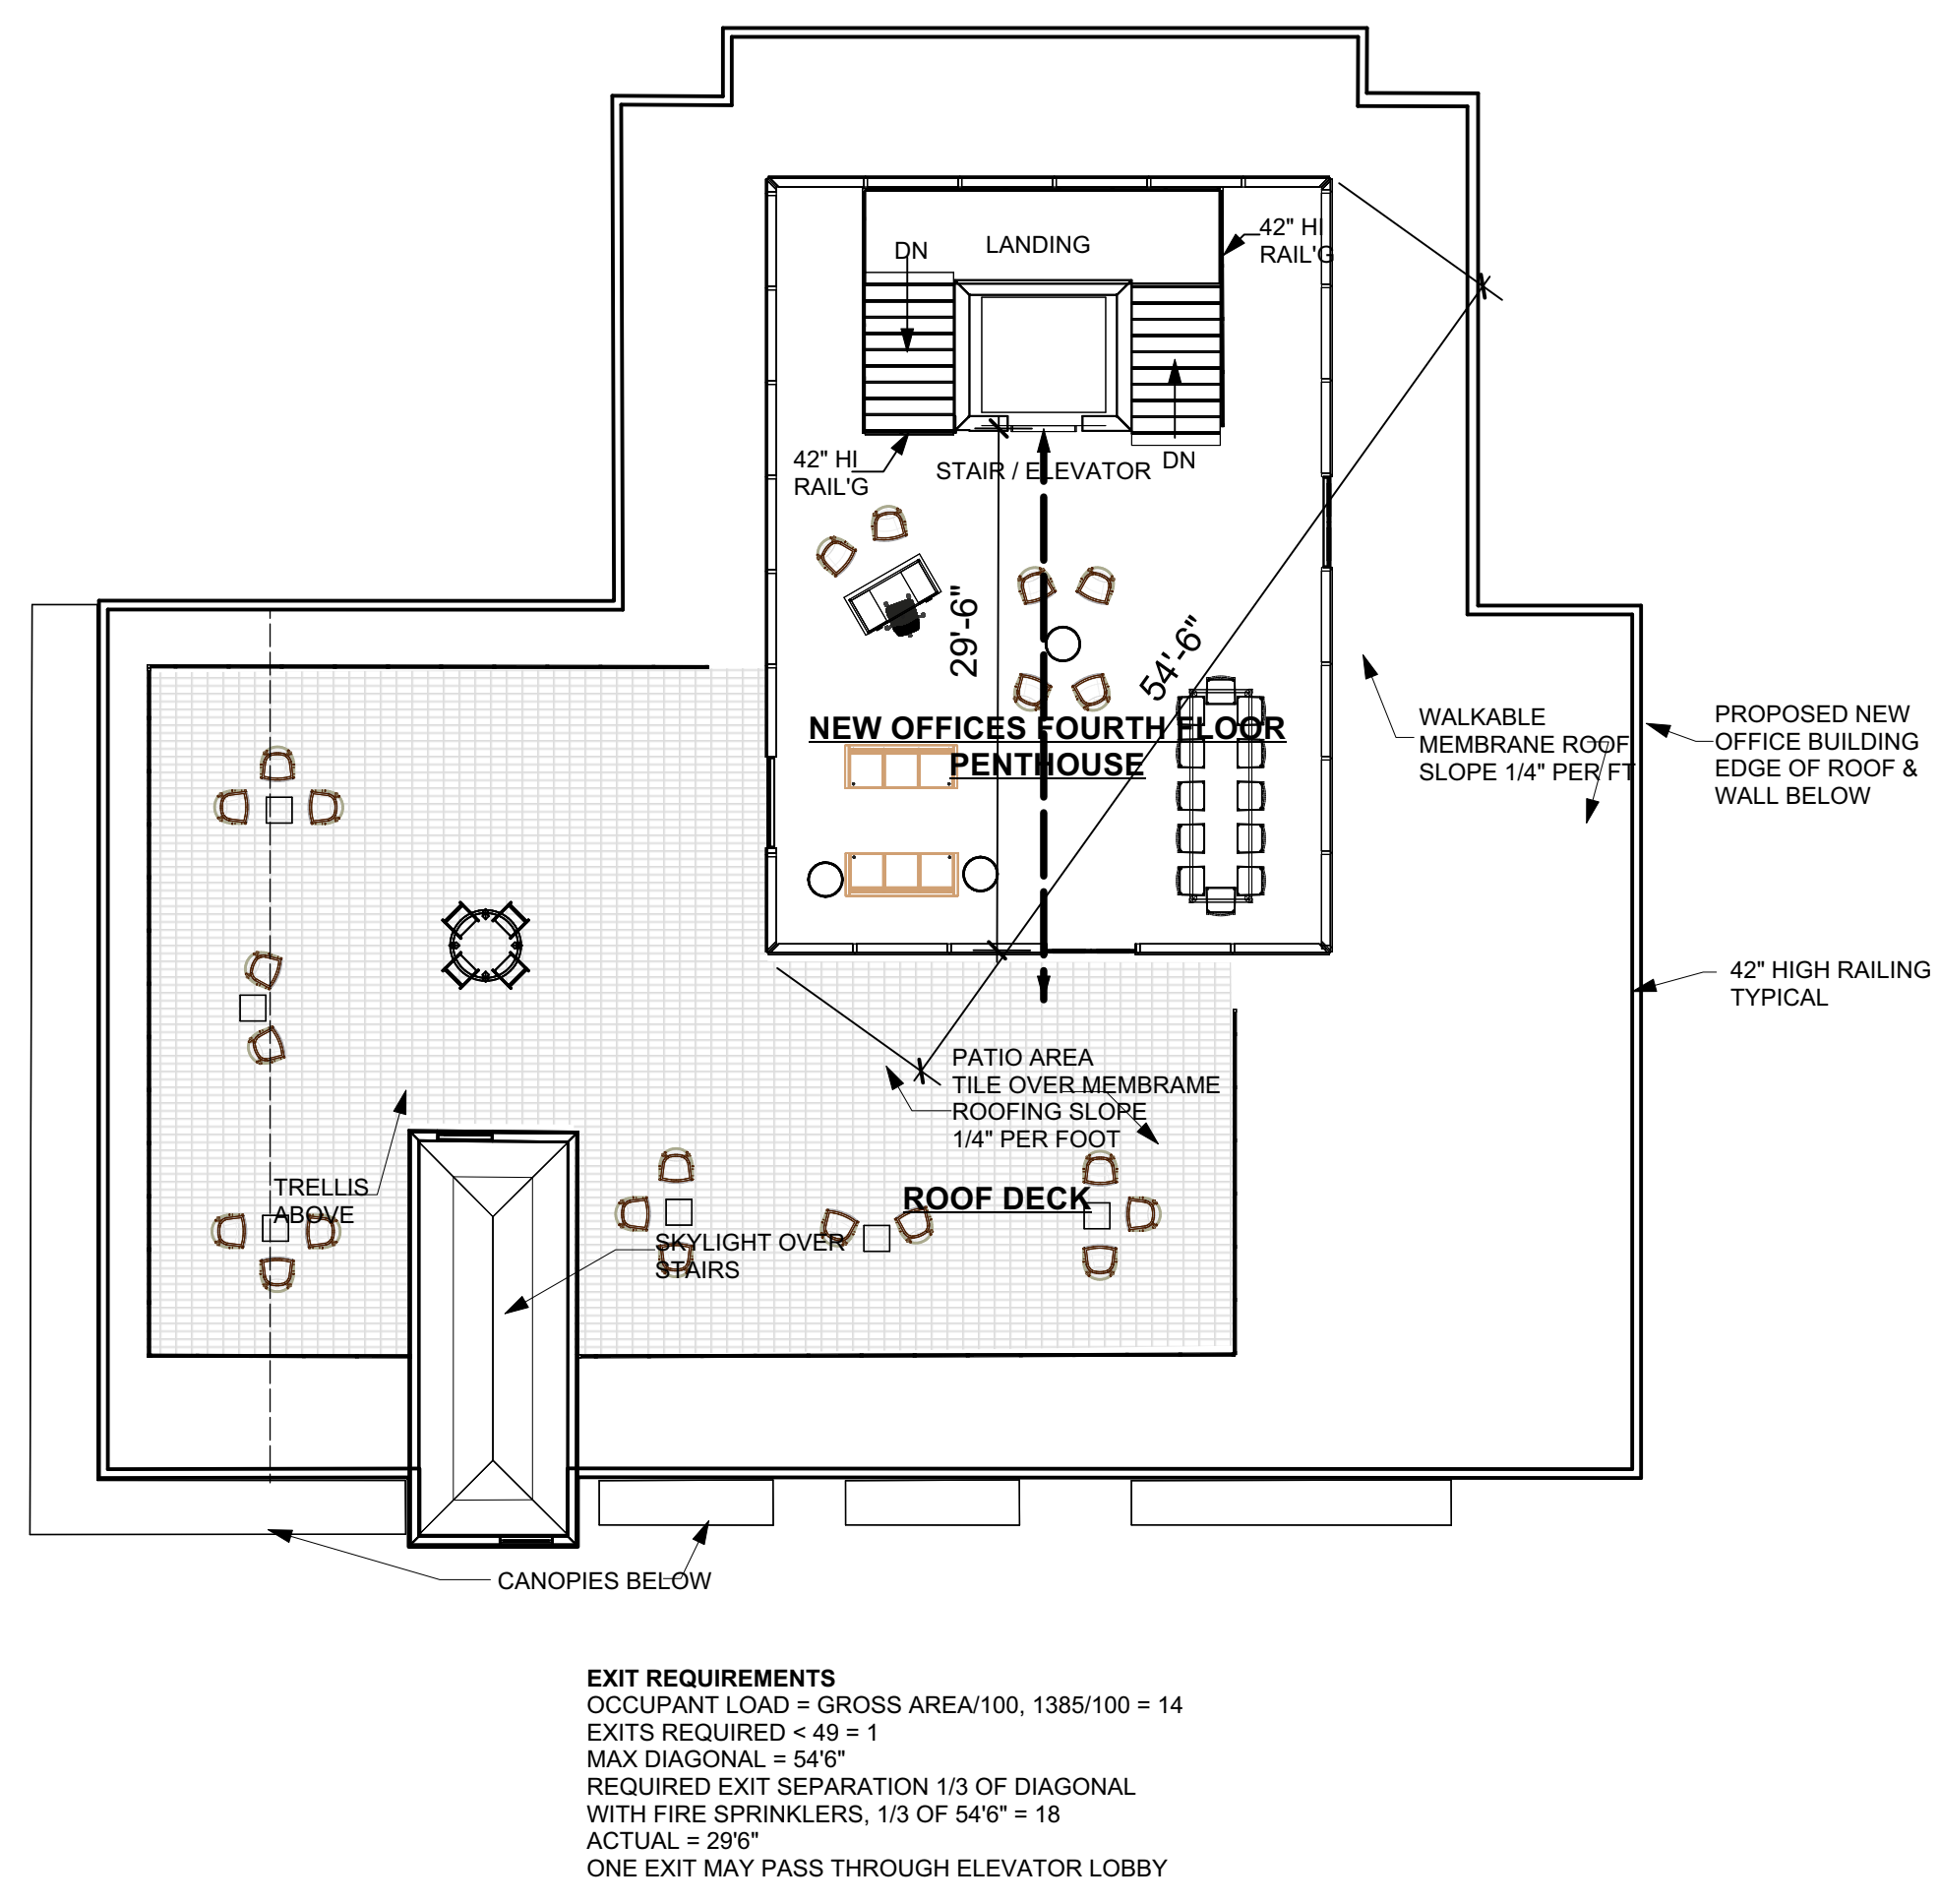 DN
LANDING
42" HI
RAIL'G
42" HI
RAIL'G
STAIR / ELEVATOR
DN
29'-6"
54'-6"
NEW OFFICES FOURTH FLOOR
PENTHOUSE
WALKABLE
MEMBRANE ROOF
SLOPE 1/4" PER FT
PROPOSED NEW
OFFICE BUILDING
EDGE OF ROOF &
WALL BELOW
42" HIGH RAILING
TYPICAL
PATIO AREA
TILE OVER MEMBRAME
ROOFING SLOPE
1/4" PER FOOT
TRELLIS
ABOVE
ROOF DECK
SKYLIGHT OVER
STAIRS
CANOPIES BELOW
EXIT REQUIREMENTS
OCCUPANT LOAD = GROSS AREA/100, 1385/100 = 14
EXITS REQUIRED < 49 = 1
MAX DIAGONAL = 54'6"
REQUIRED EXIT SEPARATION 1/3 OF DIAGONAL
WITH FIRE SPRINKLERS, 1/3 OF 54'6" = 18
ACTUAL = 29'6"
ONE EXIT MAY PASS THROUGH ELEVATOR LOBBY